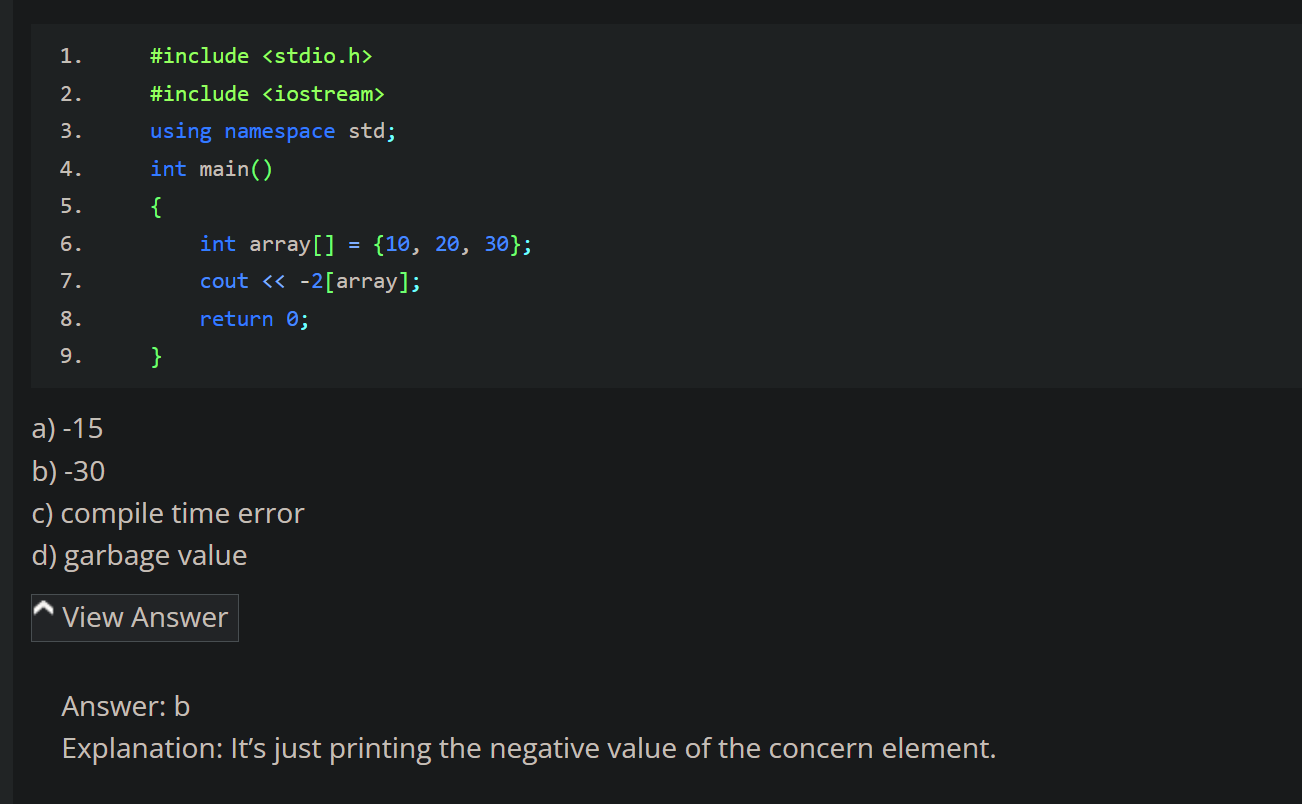 1. #include <stdio.h>
2. #include <iostream>
3. using namespace std;
4. int main()
5. {
6. int array[] = {10, 20, 30};
7. cout << -2[array];
8. return 0;
9. }
a) -15
b) -30
c) compile time error
d) garbage value
View Answer
Answer: b
Explanation: It’s just printing the negative value of the concern element.